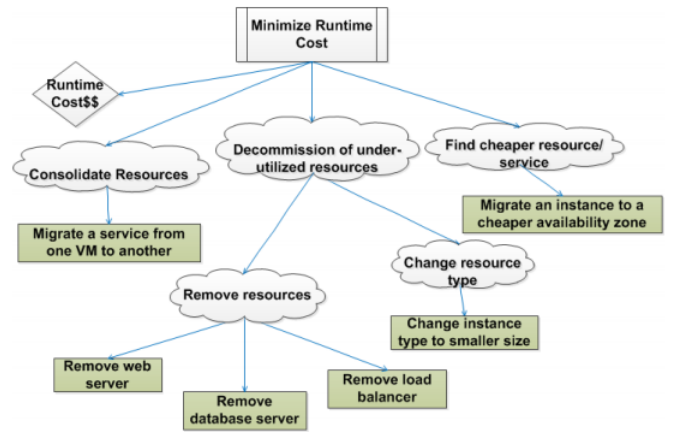 Minimize Runtime
Cost
Runtime
Cost$$
Consolidate Resources
Decommission of under-
utilized resources
Find cheaper resource/
service
Migrate a service from
one VM to another
Migrate an instance to a
cheaper availability zone
Remove resources
Change resource
type
Change instance
type to smaller size
Remove web
server
Remove
database server
Remove load
balancer